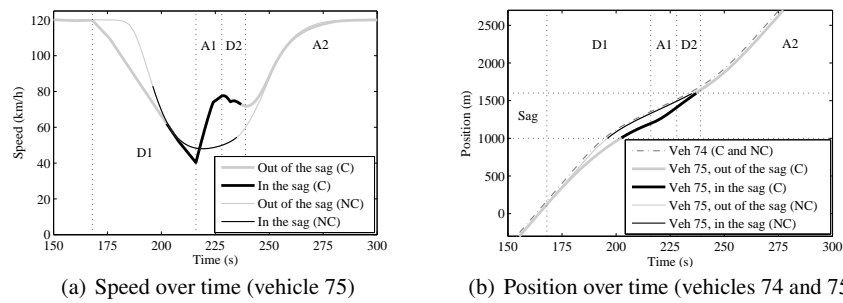 120
100
80
60
40
20
0
Speed (km/h)
A1
D2
A2
D1
Out of the sag (C)
In the sag (C)
Out of the sag (NC)
In the sag (NC)
150
175
200
225
250
275
300
Time (s)
(a) Speed over time (vehicle 75)
2500
2000
1500
1000
500
0
Position (m)
D1
A1
D2
A2
Sag
Veh 74 (C and NC)
Veh 75, out of the sag (C)
Veh 75, in the sag (C)
Veh 75, out of the sag (NC)
Veh 75, in the sag (NC)
150
175
200
225
250
275
300
Time (s)
(b) Position over time (vehicles 74 and 75